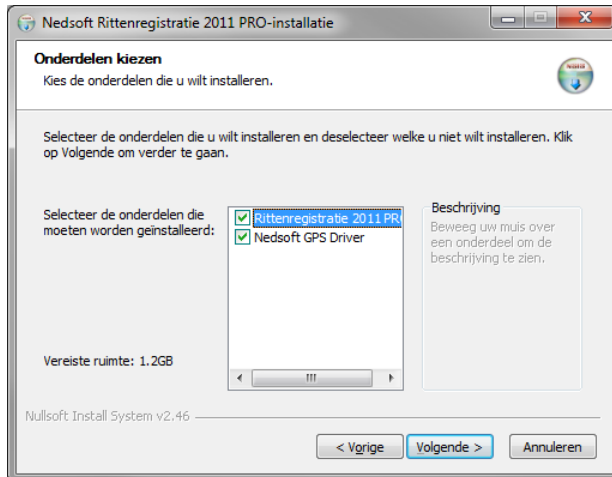 Nedsoft Rittenregistratie 2011 PRO-installatie
Onderdelen kiezen
Kies de onderdelen die u wilt installeren.
Selecteer de onderdelen die u wilt installeren en deselecteer welke u niet wilt installeren. Klik
op Volgende om verder te gaan.
Selecteer de onderdelen die
moeten worden geïnstalleerd:
Rittenregistratie 2011 PR
Nedsoft GPS Driver
Beschrijving
Beweeg uw muis over
een onderdeel om de
beschrijving te zien.
Vereiste ruimte: 1.2GB
Nullsoft Install System v2.46
< Vorige
Volgende >
Annuleren